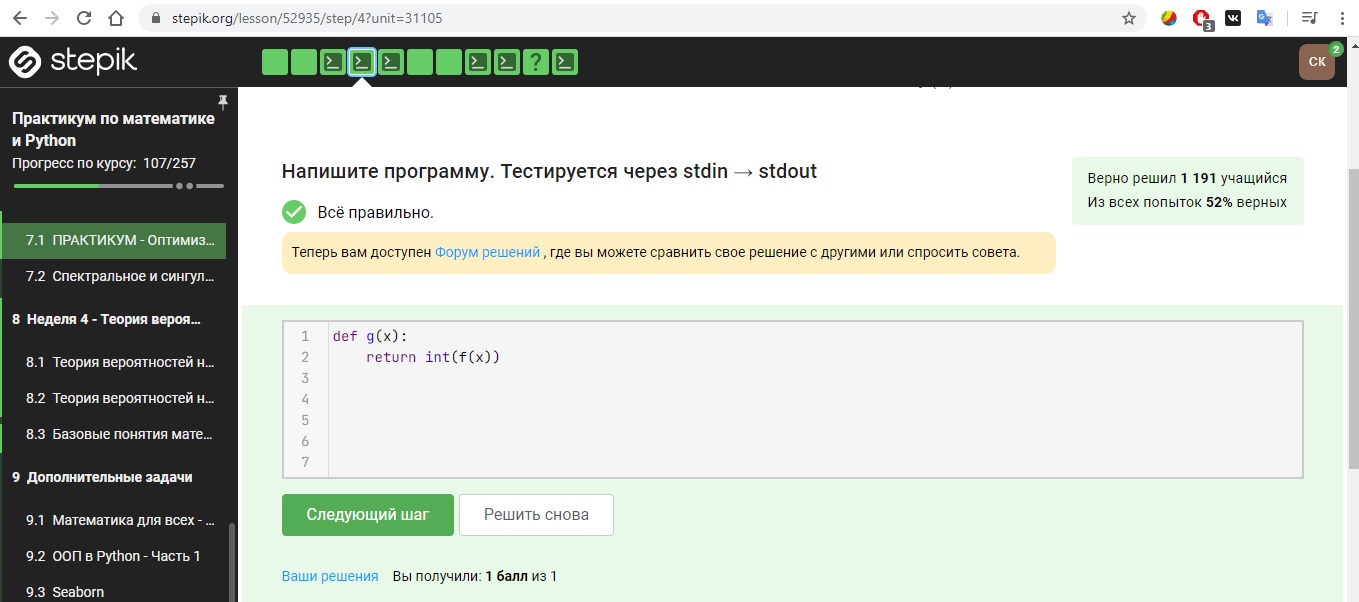 stepik.org/lesson/52935/step/4?unit=31105
3
stepik
?
СК
2
Практикум по математике
и Python
Прогресс по курсу: 107/257
7.1 ПРАКТИКУМ - Оптимиз...
7.2 Спектральное и сингул...
8 Неделя 4 - Теория вероя...
8.1 Теория вероятностей н...
8.2 Теория вероятностей н...
8.3 Базовые понятия мате...
9 Дополнительные задачи
9.1 Математика для всех - ...
9.2 ООП в Python - Часть 1
9.3 Seaborn
Напишите программу. Тестируется через stdin → stdout
Всё правильно.
Теперь вам доступен Форум решений , где вы можете сравнить свое решение с другими или спросить совета.
Верно решил 1 191 учащийся
Из всех попыток 52% верных
1 def g(x):
2 return int(f(x))
3
4
5
6
7
Следующий шаг
Решить снова
Ваши решения Вы получили: 1 балл из 1